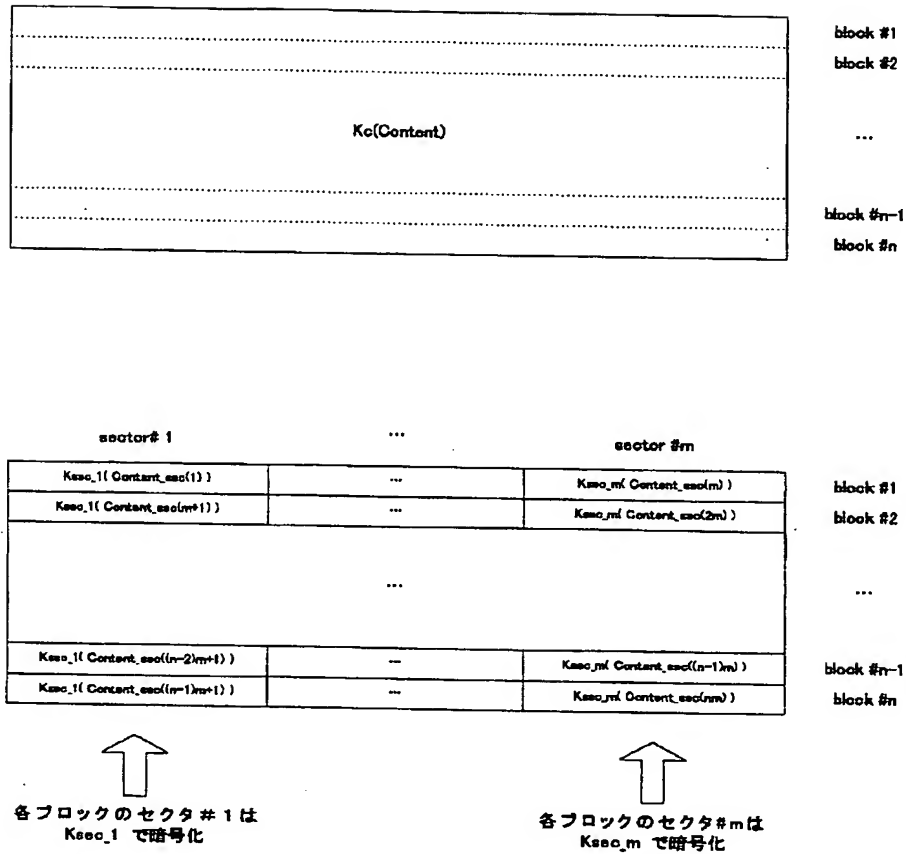 block #1
block #2
Kc(Content)
...
block #n-1
block #n
sector# 1
...
sector #m
Ksec_1( Content_sec(1) )
...
Ksec_m( Content_sec(m) )
block #1
Ksec_1( Content_sec(m+1) )
...
Ksec_m( Content_sec(2m) )
block #2
...
...
Ksec_1( Content_sec((n-2)m+1) )
...
Ksec_m( Content_sec((n-1)m) )
block #n-1
Ksec_1( Content_sec((n-1)m+1) )
...
Ksec_m( Content_sec(nm) )
block #n
各ブロックのセクタ#1は
Ksec_1 で暗号化
各ブロックのセクタ#mは
Ksec_m で暗号化